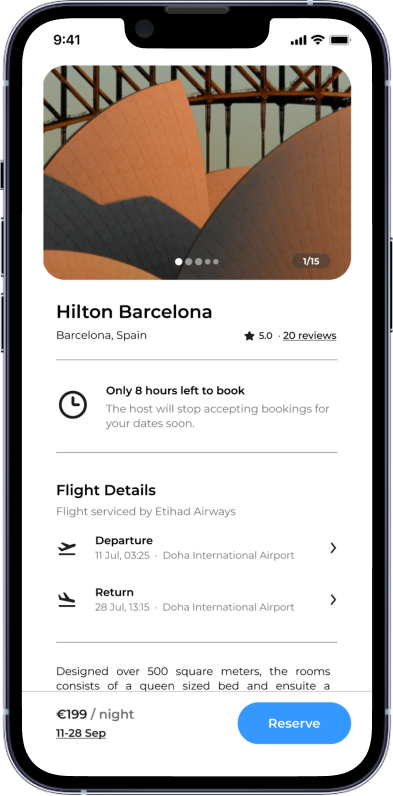 9:41
1/15
Hilton Barcelona
Barcelona, Spain
5.0 · 20 reviews
Only 8 hours left to book
The host will stop accepting bookings for
your dates soon.
Flight Details
Flight serviced by Etihad Airways
Departure
11 Jul, 03:25 · Doha International Airport
Return
28 Jul, 13:15 · Doha International Airport
Designed over 500 square meters, the rooms
consists of a queen sized bed and ensuite a
€199 / night
11-28 Sep
Reserve